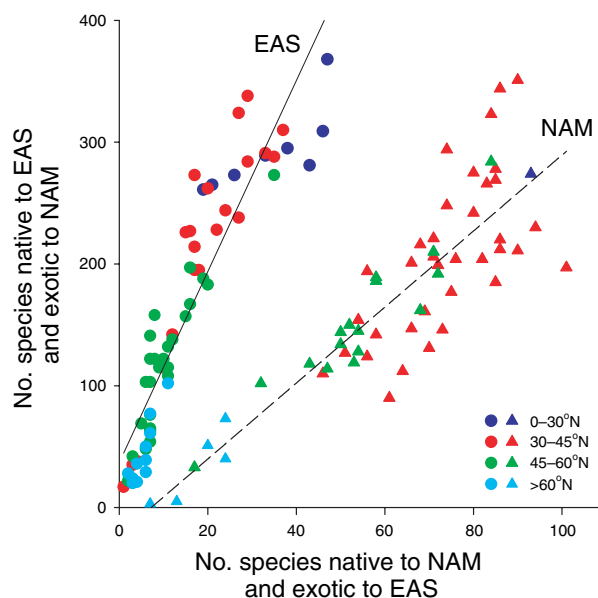 400
300
200
100
0
No. species native to EAS
and exotic to NAM
EAS
NAM
0–30°N
30–45°N
45–60°N
>60°N
0 20 40 60 80 100
No. species native to NAM
and exotic to EAS